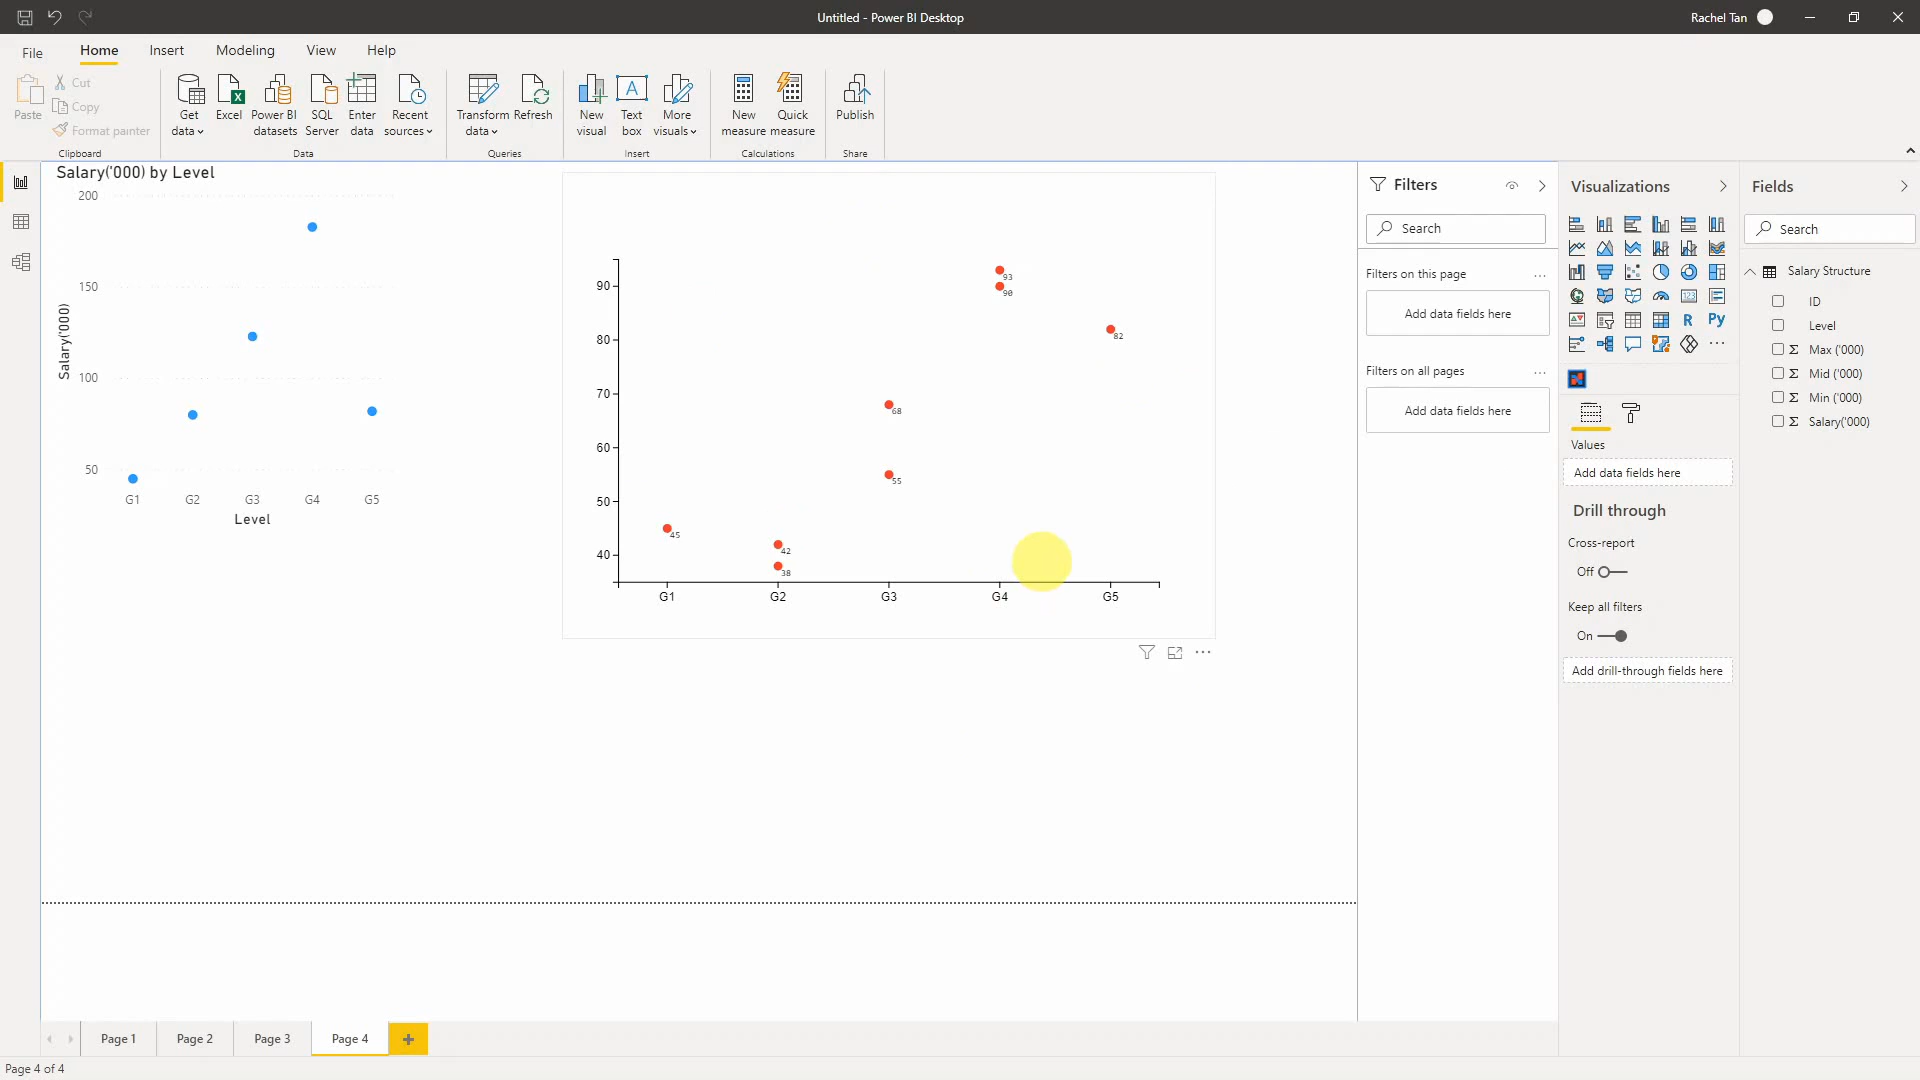 Untitled - Power BI Desktop
Rachel Tan
File
Home
Insert
Modeling
View
Help
Paste
Cut
Copy
Format painter
Clipboard
Get data
Excel
Power BI datasets
SQL Server
Enter data
Recent sources
Data
Transform data
Refresh
Queries
New visual
Text box
More visuals
Insert
New measure
Quick measure
Calculations
Publish
Share
Salary('000) by Level
200
150
100
50
Salary('000)
G1 G2 G3 G4 G5
Level
90
80
70
60
50
40
93
90
82
68
55
45
42
38
G1 G2 G3 G4 G5
Filters
Search
Filters on this page
Add data fields here
Filters on all pages
Add data fields here
Visualizations
123
R
Py
Values
Add data fields here
Drill through
Cross-report
Off
Keep all filters
On
Add drill-through fields here
Fields
Search
Salary Structure
ID
Level
Max ('000)
Mid ('000)
Min ('000)
Salary('000)
Page 1
Page 2
Page 3
Page 4
Page 4 of 4